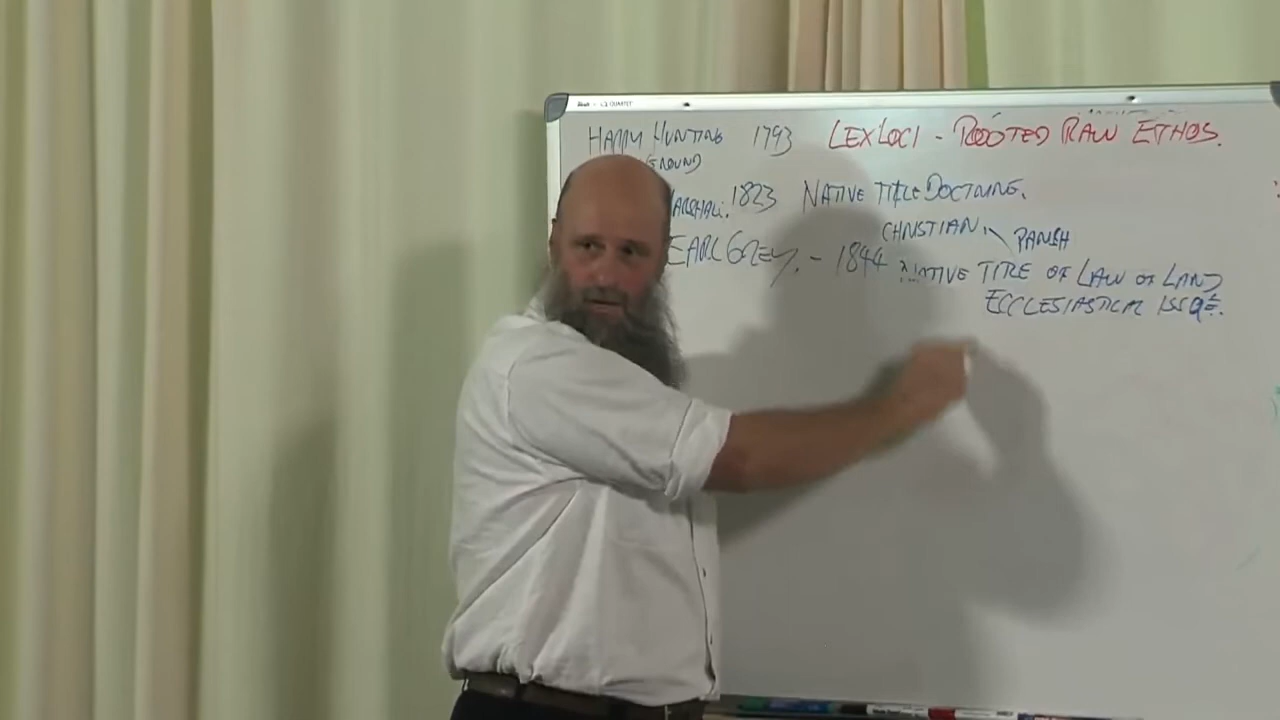 HAPPY HUNTING 1793 LEX LOCI - ROOTED RAW ETHOS.
GROUND
MARSHALL. 1823 NATIVE TITLE DOCTRINE.
CHRISTIAN. PARISH
EARL GREY. - 1844 NATIVE TITLE OF LAW OF LAND
ECCLESIASTICAL ISSUE.
QUARTET